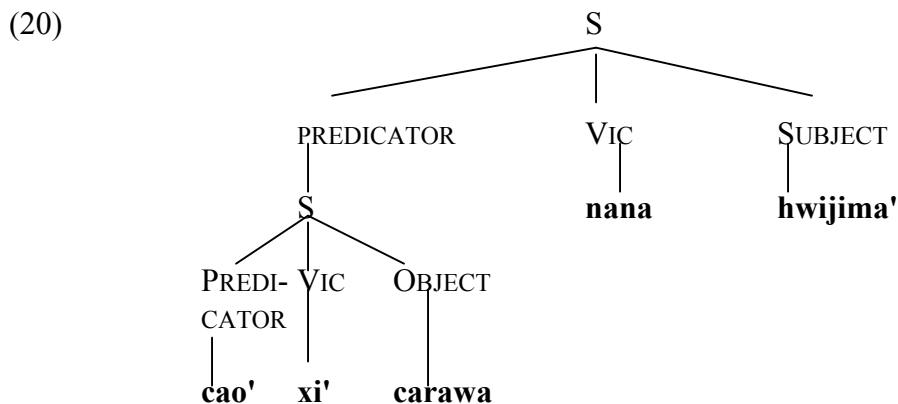 (20) S
PREDICATOR VIC SUBJECT
S nana hwijima'
PREDI- VIC OBJECT
CATOR
cao' xi' carawa